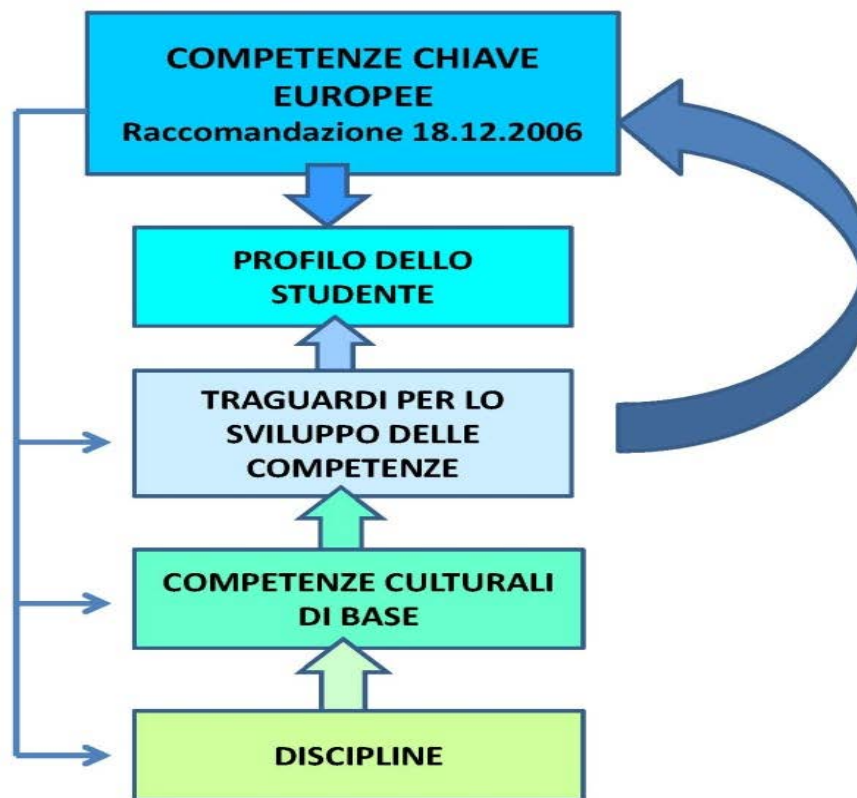 COMPETENZE CHIAVE
EUROPEE
Raccomandazione 18.12.2006
PROFILO DELLO
STUDENTE
TRAGUARDI PER LO
SVILUPPO DELLE
COMPETENZE
COMPETENZE CULTURALI
DI BASE
DISCIPLINE